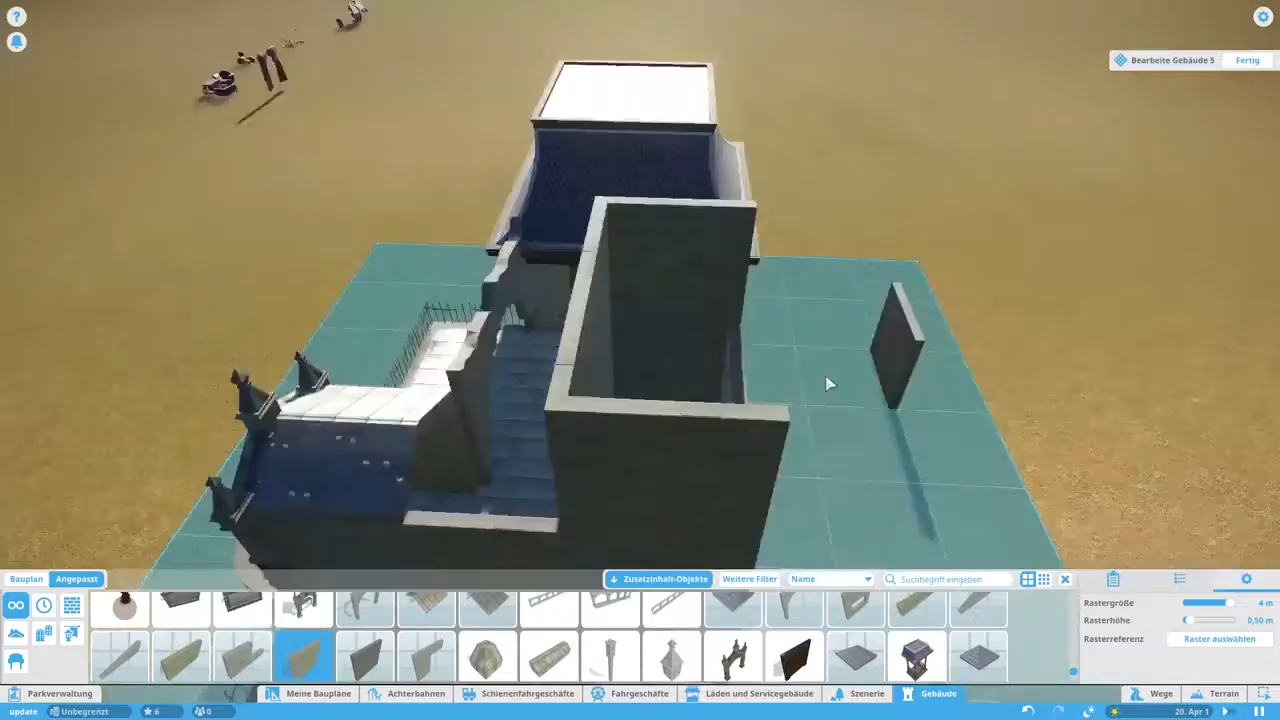 ?
Bearbeite Gebäude 5 Fertig
Bauplan Angepasst Zusatzinhalt-Objekte Weitere Filter Name Suchbegriff eingeben
Rastergröße 4 m
Rasterhöhe 0,50 m
Rasterreferenz Raster auswählen
Parkverwaltung Meine Baupläne Achterbahnen Schienenfahrgeschäfte Fahrgeschäfte Läden und Servicegebäude Szenerie Gebäude Wege Terrain
update Unbegrenzt 6 0 20. Apr 1